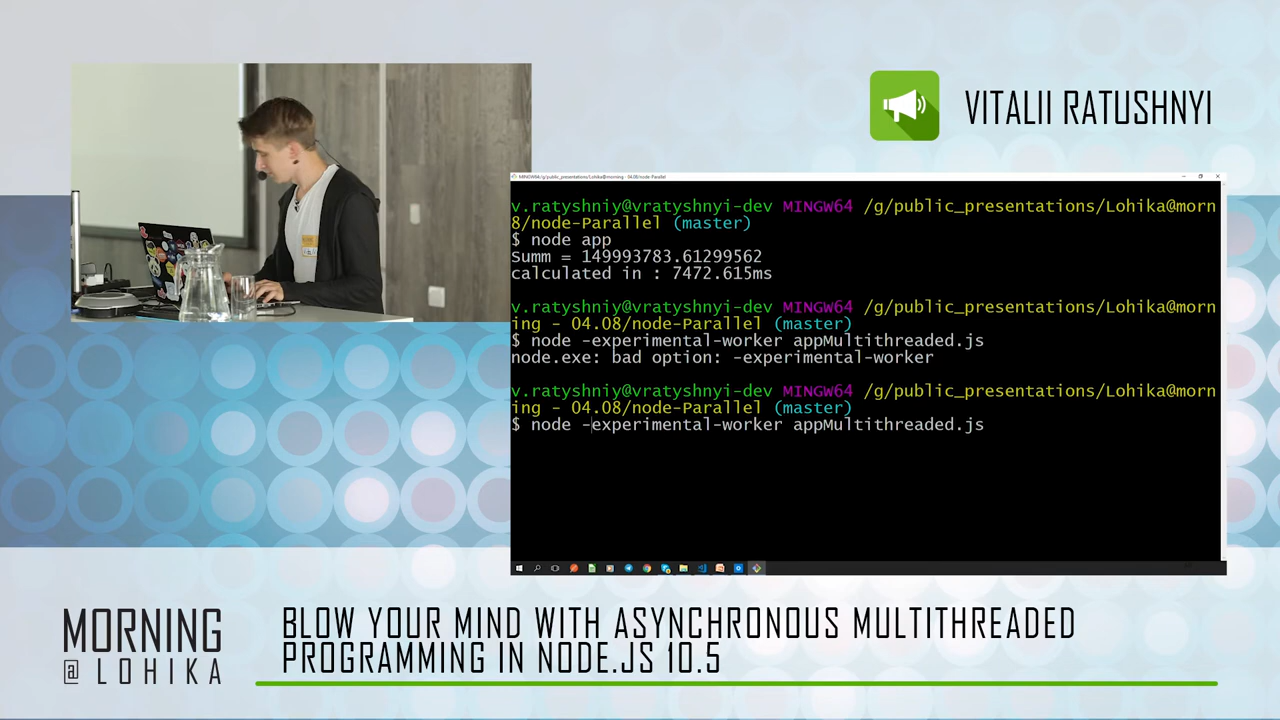 VITALII RATUSHNYI
v.ratyshniy@vratyshnyi-dev MINGW64 /g/public_presentations/Lohika@morn
8/node-Parallel (master)
$ node app
Summ = 149993783.61299562
calculated in : 7472.615ms
v.ratyshniy@vratyshnyi-dev MINGW64 /g/public_presentations/Lohika@morn
ing - 04.08/node-Parallel (master)
$ node -experimental-worker appMultithreaded.js
node.exe: bad option: -experimental-worker
v.ratyshniy@vratyshnyi-dev MINGW64 /g/public_presentations/Lohika@morn
ing - 04.08/node-Parallel (master)
$ node -experimental-worker appMultithreaded.js
MORNING
@ LOHIKA
BLOW YOUR MIND WITH ASYNCHRONOUS MULTITHREADED
PROGRAMMING IN NODE.JS 10.5